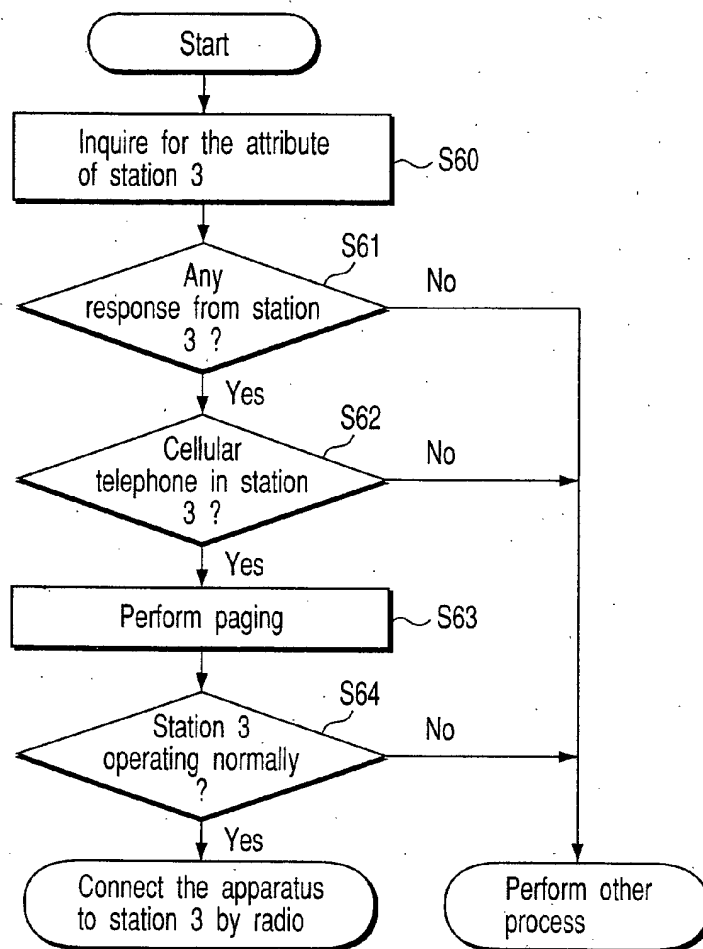 Start
Inquire for the attribute
of station 3
S60
S61
Any
response from station
3 ?
No
Yes
S62
Cellular
telephone in station
3 ?
No
Yes
Perform paging
S63
S64
Station 3
operating normally
?
No
Yes
Connect the apparatus
to station 3 by radio
Perform other
process